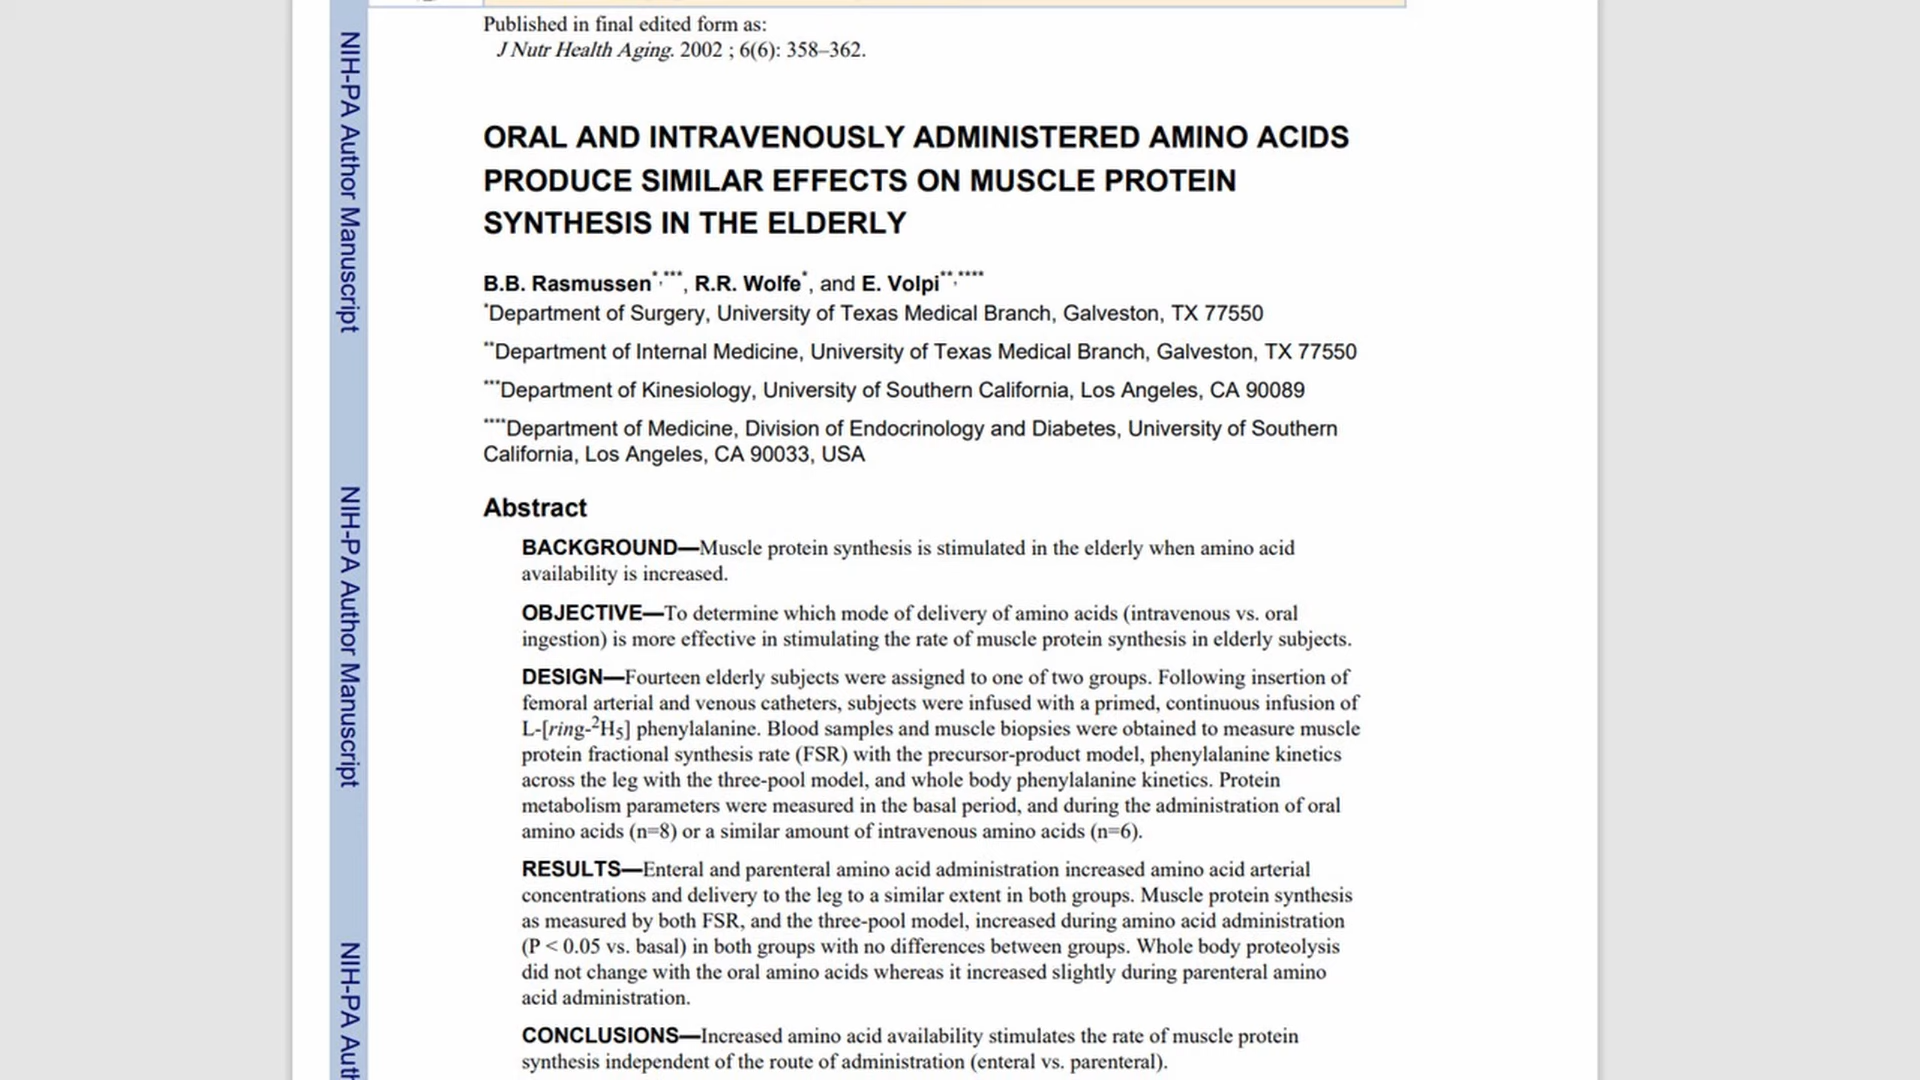 Published in final edited form as:
J Nutr Health Aging. 2002 ; 6(6): 358–362.
ORAL AND INTRAVENOUSLY ADMINISTERED AMINO ACIDS
PRODUCE SIMILAR EFFECTS ON MUSCLE PROTEIN
SYNTHESIS IN THE ELDERLY
B.B. Rasmussen*,***, R.R. Wolfe*, and E. Volpi**,****
*Department of Surgery, University of Texas Medical Branch, Galveston, TX 77550
**Department of Internal Medicine, University of Texas Medical Branch, Galveston, TX 77550
***Department of Kinesiology, University of Southern California, Los Angeles, CA 90089
****Department of Medicine, Division of Endocrinology and Diabetes, University of Southern
California, Los Angeles, CA 90033, USA
Abstract
BACKGROUND—Muscle protein synthesis is stimulated in the elderly when amino acid
availability is increased.
OBJECTIVE—To determine which mode of delivery of amino acids (intravenous vs. oral
ingestion) is more effective in stimulating the rate of muscle protein synthesis in elderly subjects.
DESIGN—Fourteen elderly subjects were assigned to one of two groups. Following insertion of
femoral arterial and venous catheters, subjects were infused with a primed, continuous infusion of
L-[ring-²H₅] phenylalanine. Blood samples and muscle biopsies were obtained to measure muscle
protein fractional synthesis rate (FSR) with the precursor-product model, phenylalanine kinetics
across the leg with the three-pool model, and whole body phenylalanine kinetics. Protein
metabolism parameters were measured in the basal period, and during the administration of oral
amino acids (n=8) or a similar amount of intravenous amino acids (n=6).
RESULTS—Enteral and parenteral amino acid administration increased amino acid arterial
concentrations and delivery to the leg to a similar extent in both groups. Muscle protein synthesis
as measured by both FSR, and the three-pool model, increased during amino acid administration
(P < 0.05 vs. basal) in both groups with no differences between groups. Whole body proteolysis
did not change with the oral amino acids whereas it increased slightly during parenteral amino
acid administration.
CONCLUSIONS—Increased amino acid availability stimulates the rate of muscle protein
synthesis independent of the route of administration (enteral vs. parenteral).
NIH-PA Author Manuscript
NIH-PA Author Manuscript
NIH-PA Auth